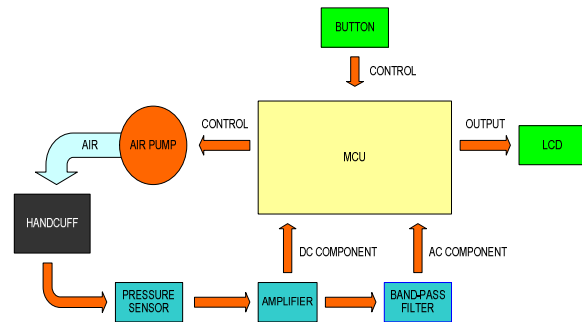 BUTTON
CONTROL
CONTROL
OUTPUT
AIR
AIR PUMP
MCU
LCD
HANDCUFF
DC COMPONENT
AC COMPONENT
PRESSURE
SENSOR
AMPLIFIER
BAND-PASS
FILTER